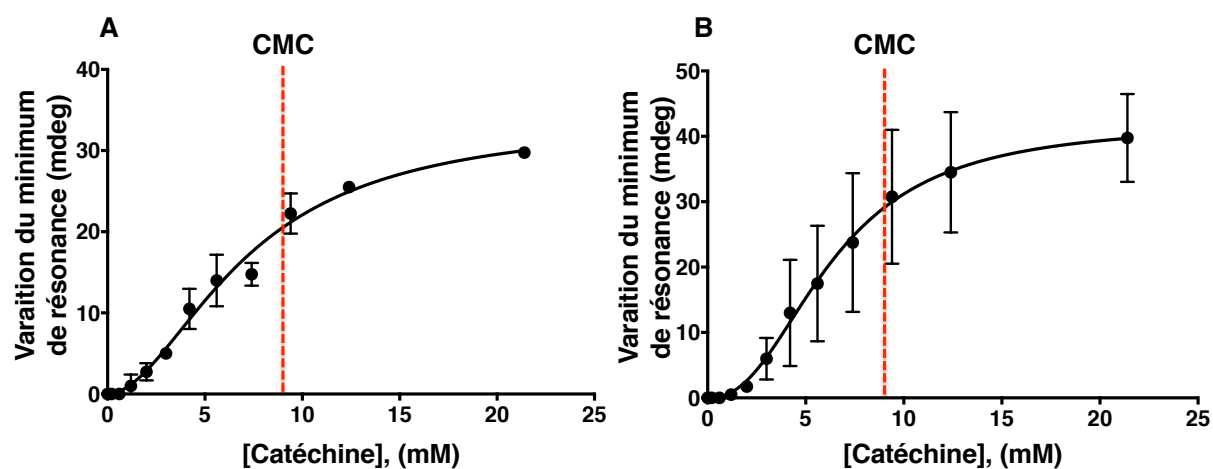 A
CMC
Varaition du minimum
de résonance (mdeg)
40
30
20
10
0
0 5 10 15 20 25
[Catéchine], (mM)
B
CMC
Varaition du minimum
de résonance (mdeg)
50
40
30
20
10
0
0 5 10 15 20 25
[Catéchine], (mM)